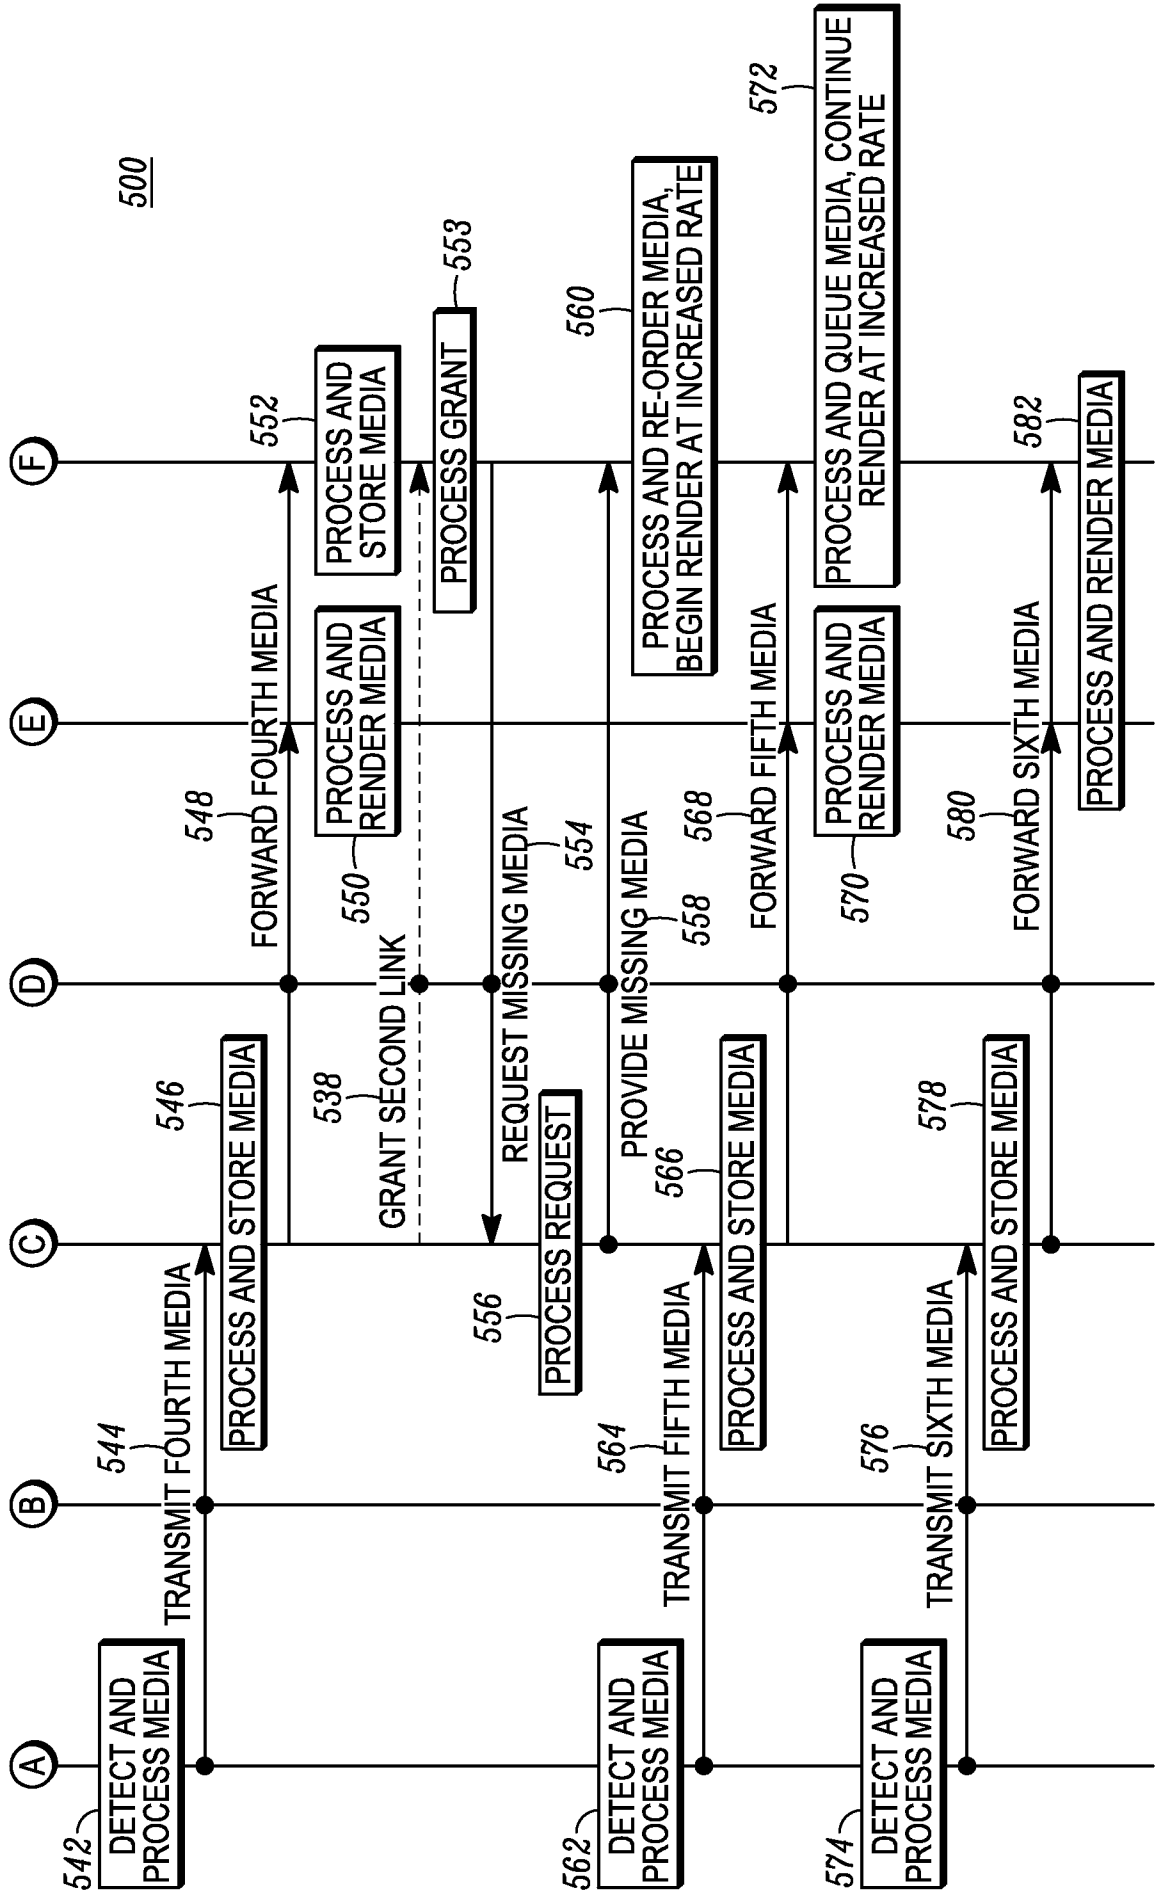 500
A
B
C
D
E
F
542
DETECT AND
PROCESS MEDIA
544
TRANSMIT FOURTH MEDIA
546
PROCESS AND STORE MEDIA
548
FORWARD FOURTH MEDIA
550
PROCESS AND
RENDER MEDIA
552
PROCESS AND
STORE MEDIA
538
GRANT SECOND LINK
553
PROCESS GRANT
REQUEST MISSING MEDIA
554
556
PROCESS REQUEST
PROVIDE MISSING MEDIA
558
560
PROCESS AND RE-ORDER MEDIA,
BEGIN RENDER AT INCREASED RATE
562
DETECT AND
PROCESS MEDIA
564
TRANSMIT FIFTH MEDIA
566
PROCESS AND STORE MEDIA
568
FORWARD FIFTH MEDIA
570
PROCESS AND
RENDER MEDIA
572
PROCESS AND QUEUE MEDIA, CONTINUE
RENDER AT INCREASED RATE
574
DETECT AND
PROCESS MEDIA
576
TRANSMIT SIXTH MEDIA
578
PROCESS AND STORE MEDIA
580
FORWARD SIXTH MEDIA
582
PROCESS AND RENDER MEDIA